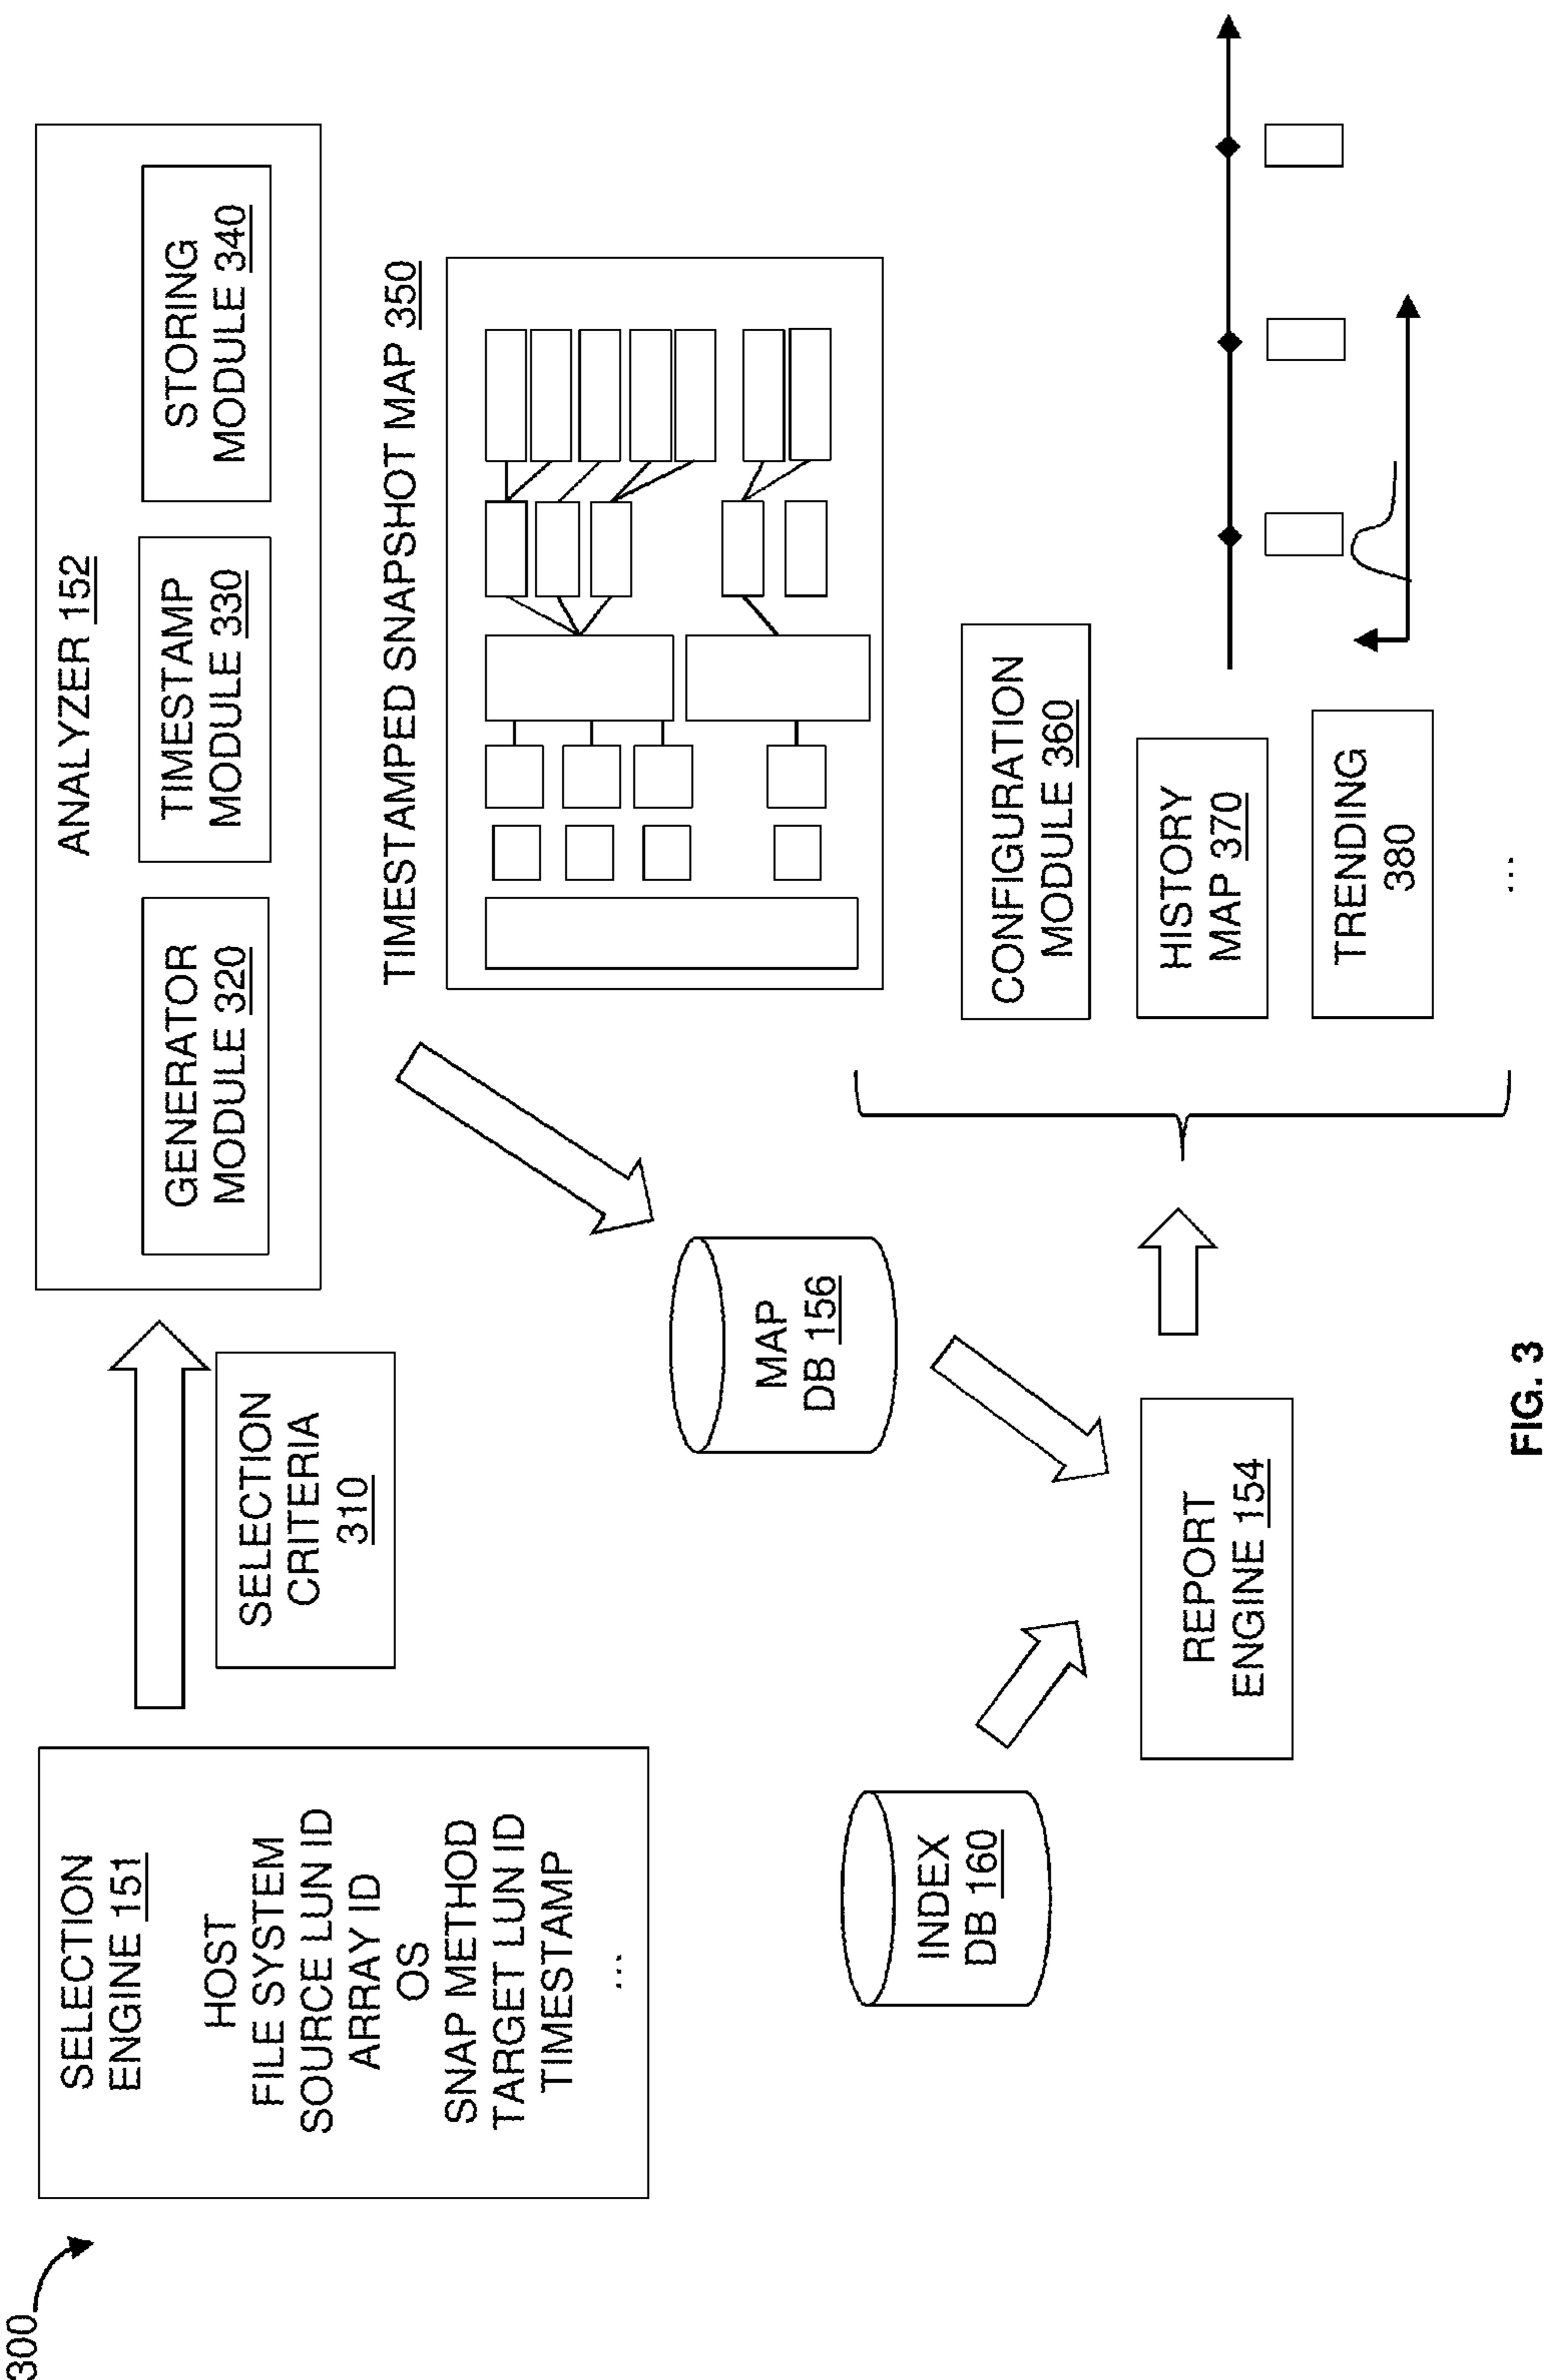 300
SELECTION
ENGINE 151
HOST
FILE SYSTEM
SOURCE LUN ID
ARRAY ID
OS
SNAP METHOD
TARGET LUN ID
TIMESTAMP
...
SELECTION
CRITERIA
310
ANALYZER 152
GENERATOR
MODULE 320
TIMESTAMP
MODULE 330
STORING
MODULE 340
TIMESTAMPED SNAPSHOT MAP 350
MAP
DB 156
INDEX
DB 160
REPORT
ENGINE 154
CONFIGURATION
MODULE 360
HISTORY
MAP 370
TRENDING
380
...
FIG. 3